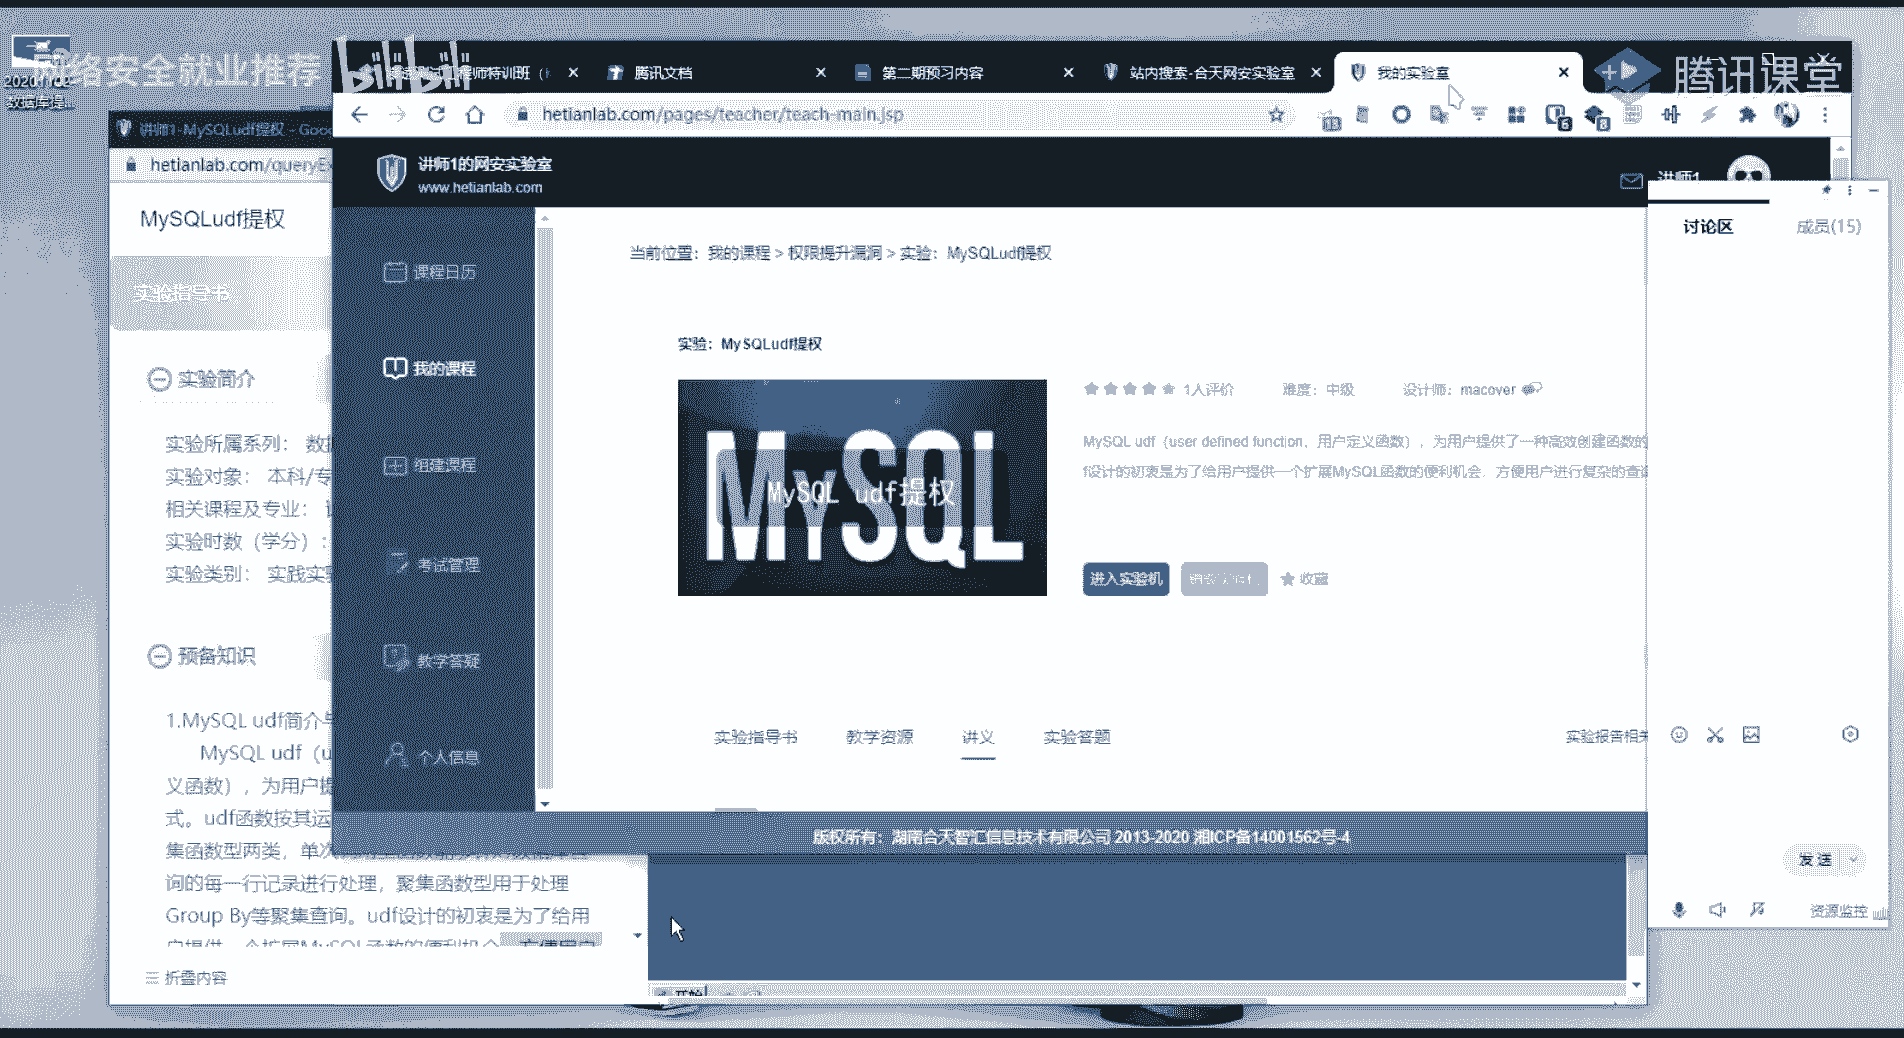 网络安全就业推荐
bilibili
腾讯课堂
腾讯文档
第二期预习内容
站内搜索-合天网安实验室
我的实验室
hetianlab.com/pages/teacher/teach-main.jsp
讲师1的网安实验室
www.hetianlab.com
讲师1
讲师1-MySQLudf提权 - Goo
hetianlab.com/queryE
MySQLudf提权
实验指导书
实验简介
实验所属系列： 数据
实验对象： 本科/专
相关课程及专业：
实验时数（学分）:
实验类别： 实践实
预备知识
1.MySQL udf简介与
MySQL udf（u
义函数），为用户提
式。udf函数按其运
集函数型两类，单次
询的每一行记录进行处理，聚集函数型用于处理
Group By等聚集查询。udf设计的初衷是为了给用
折叠内容
课程日历
我的课程
组建课程
考试管理
教学答疑
个人信息
当前位置：我的课程 > 权限提升漏洞 > 实验：MySQLudf提权
实验：MySQLudf提权
MySQL
MySQL udf提权
1人评价
难度：中级
设计师：macover
MySQL udf（user defined function，用户定义函数），为用户提供了一种高效创建函数的
f设计的初衷是为了给用户提供一个扩展MySQL函数的便利机会，方便用户进行复杂的查询
进入实验机
收藏
实验指导书
教学资源
讲义
实验答题
实验报告相关
版权所有：湖南合天智汇信息技术有限公司 2013-2020 湘ICP备14001562号-4
开始
讨论区
成员(15)
发送
资源监控